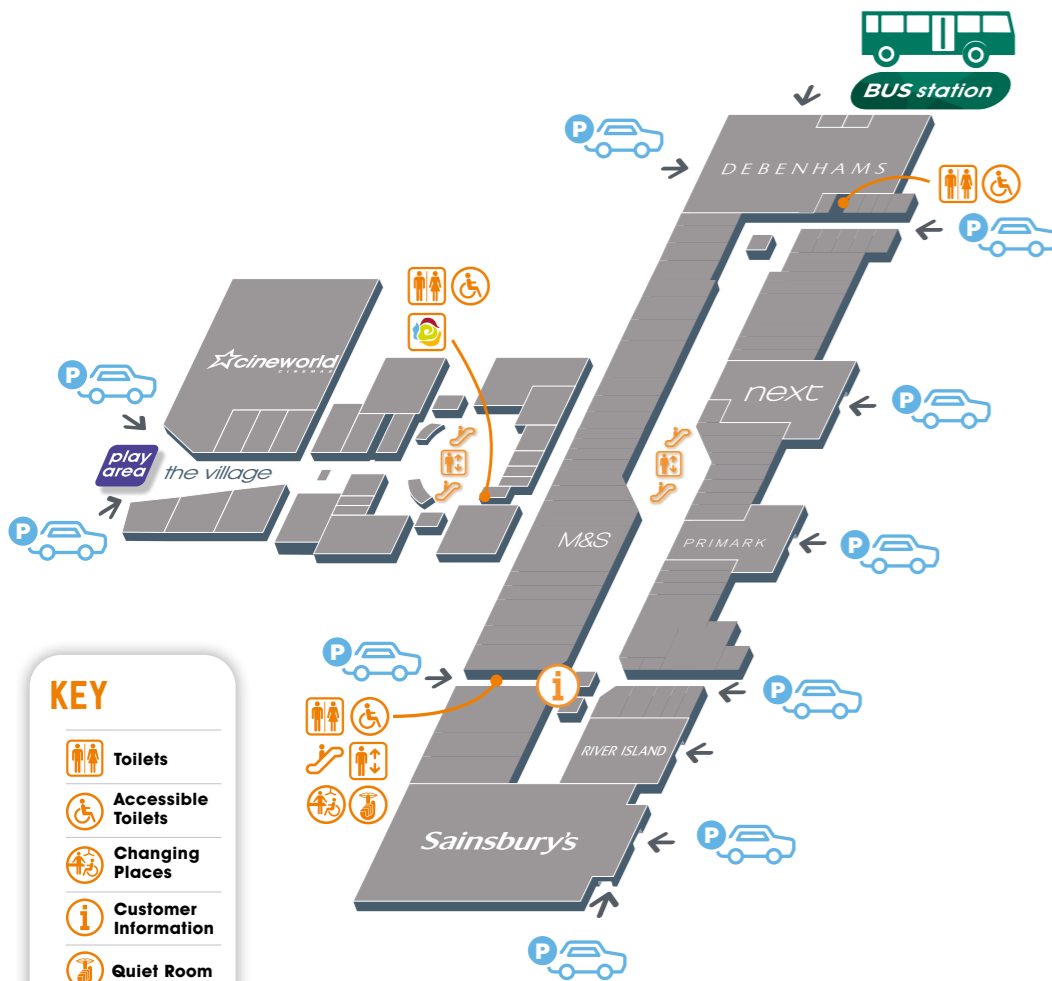 BUS station
P
DEBENHAMS
P
cineworld
CINEMAS
P
next
P
play
area
the village
P
M&S
PRIMARK
P
P
i
P
RIVER ISLAND
Sainsbury's
P
P
KEY
Toilets
Accessible
Toilets
Changing
Places
i
Customer
Information
Quiet Room